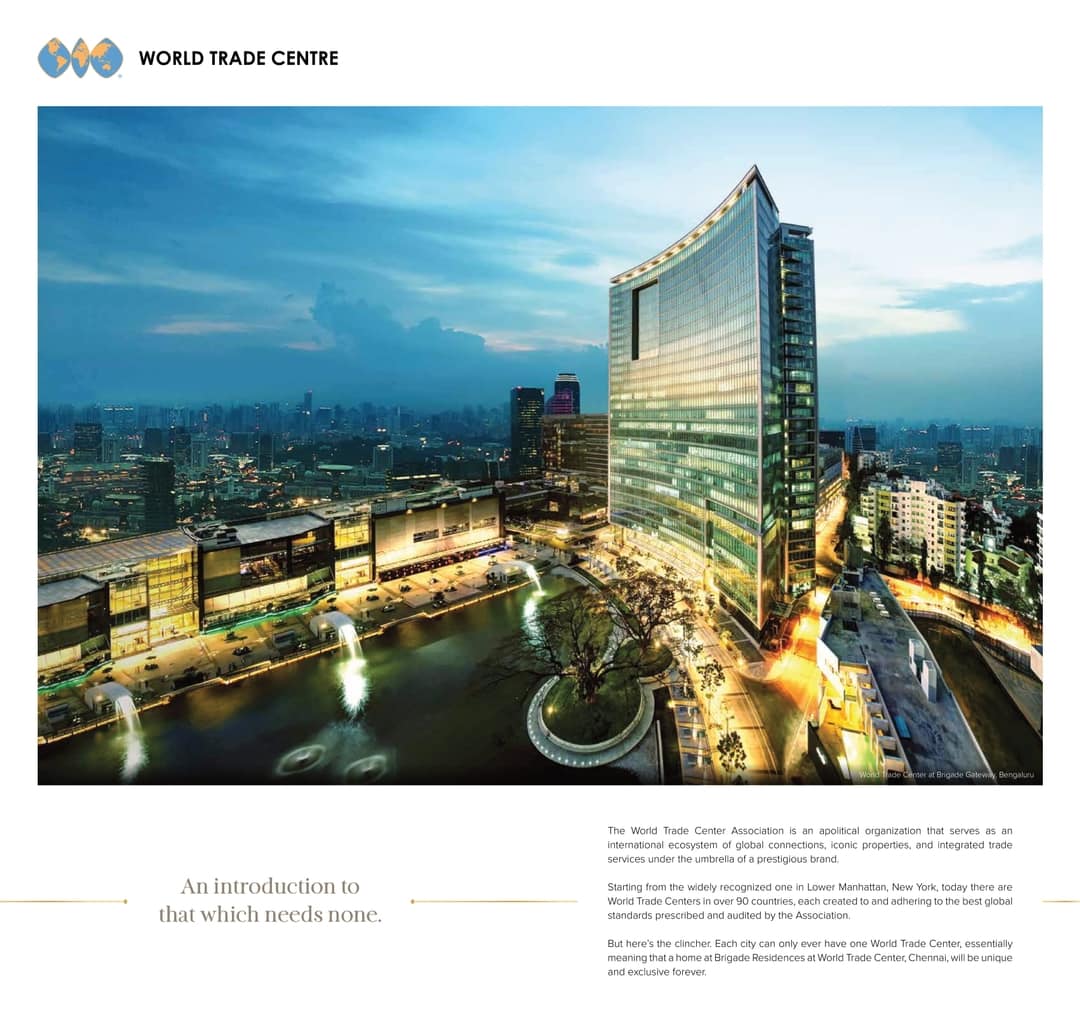 WORLD TRADE CENTRE
World Trade Center at Brigade Gateway, Bengaluru
An introduction to
that which needs none.
The World Trade Center Association is an apolitical organization that serves as an
international ecosystem of global connections, iconic properties, and integrated trade
services under the umbrella of a prestigious brand.
Starting from the widely recognized one in Lower Manhattan, New York, today there are
World Trade Centers in over 90 countries, each created to and adhering to the best global
standards prescribed and audited by the Association.
But here's the clincher. Each city can only ever have one World Trade Center, essentially
meaning that a home at Brigade Residences at World Trade Center, Chennai, will be unique
and exclusive forever.